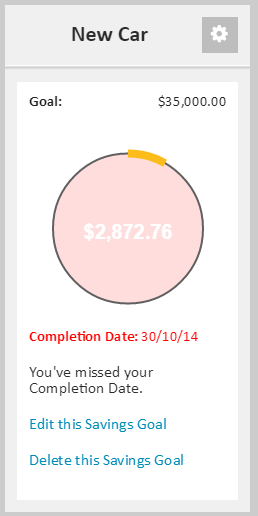 New Car
Goal: $35,000.00
$2,872.76
Completion Date: 30/10/14
You've missed your
Completion Date.
Edit this Savings Goal
Delete this Savings Goal